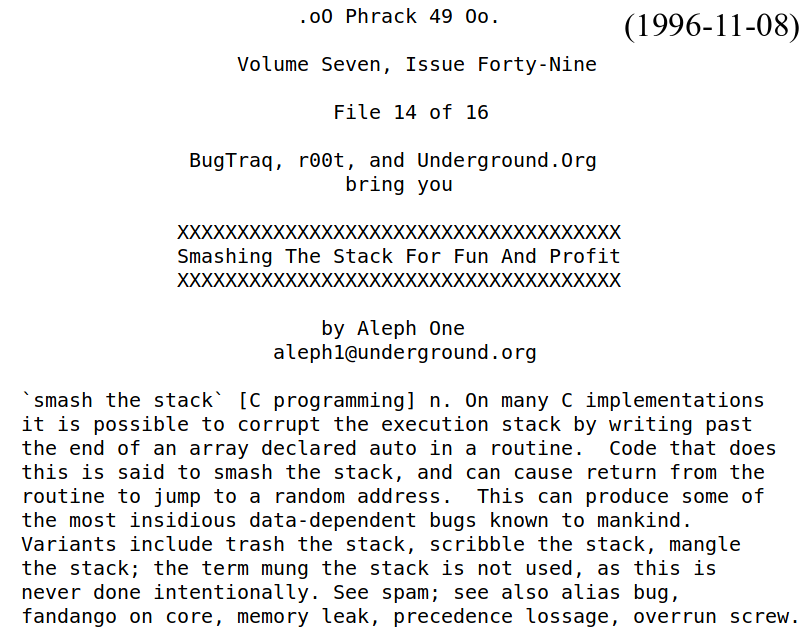 .oO Phrack 49 Oo.
(1996-11-08)
Volume Seven, Issue Forty-Nine
File 14 of 16
BugTraq, r00t, and Underground.Org
bring you
XXXXXXXXXXXXXXXXXXXXXXXXXXXXXXXXXXXXX
Smashing The Stack For Fun And Profit
XXXXXXXXXXXXXXXXXXXXXXXXXXXXXXXXXXXXX
by Aleph One
aleph1@underground.org
`smash the stack` [C programming] n. On many C implementations
it is possible to corrupt the execution stack by writing past
the end of an array declared auto in a routine.  Code that does
this is said to smash the stack, and can cause return from the
routine to jump to a random address.  This can produce some of
the most insidious data-dependent bugs known to mankind.
Variants include trash the stack, scribble the stack, mangle
the stack; the term mung the stack is not used, as this is
never done intentionally. See spam; see also alias bug,
fandango on core, memory leak, precedence lossage, overrun screw.